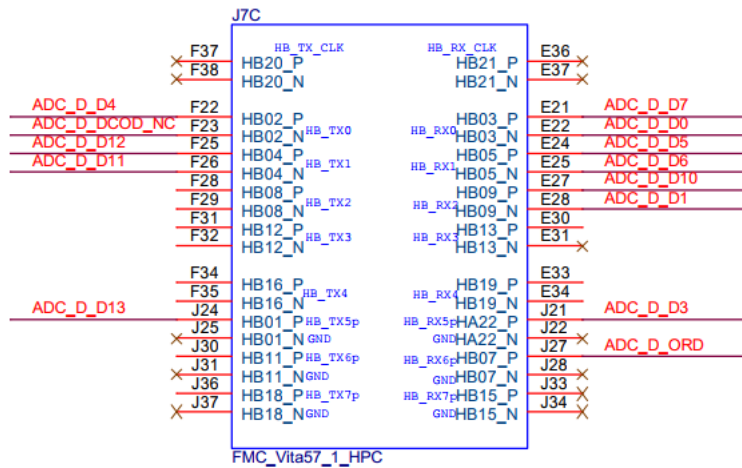 J7C
F37 HB20_P HB_TX_CLK HB_RX_CLK HB21_P E36
F38 HB20_N HB21_N E37
ADC_D_D4 F22 HB02_P HB03_P E21 ADC_D_D7
ADC_D_DCOD_NC F23 HB02_N HB_TX0 HB_RX0 HB03_N E22 ADC_D_D0
ADC_D_D12 F25 HB04_P HB05_P E24 ADC_D_D5
ADC_D_D11 F26 HB04_N HB_TX1 HB_RX1 HB05_N E25 ADC_D_D6
F28 HB08_P HB09_P E27 ADC_D_D10
F29 HB08_N HB_TX2 HB_RX2 HB09_N E28 ADC_D_D1
F31 HB12_P HB13_P E30
F32 HB12_N HB_TX3 HB_RX3 HB13_N E31
F34 HB16_P HB19_P E33
F35 HB16_N HB_TX4 HB_RX4 HB19_N E34
ADC_D_D13 J24 HB01_P HB_TX5p HB_RX5p HA22_P J21 ADC_D_D3
J25 HB01_N GND GND HA22_N J22
J30 HB11_P HB_TX6p HB_RX6p HB07_P J27 ADC_D_ORD
J31 HB11_N GND GND HB07_N J28
J36 HB18_P HB_TX7p HB_RX7p HB15_P J33
J37 HB18_N GND GND HB15_N J34
FMC_Vita57_1_HPC